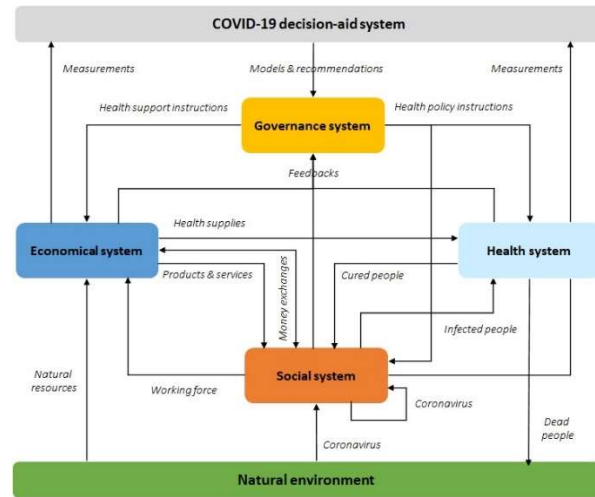 COVID-19 decision-aid system
Measurements
Models & recommendations
Measurements
Health support instructions
Health policy instructions
Governance system
Feedbacks
Health supplies
Economical system
Health system
Products & services
Money exchanges
Cured people
Infected people
Natural
resources
Working force
Social system
Coronavirus
Dead
people
Coronavirus
Natural environment